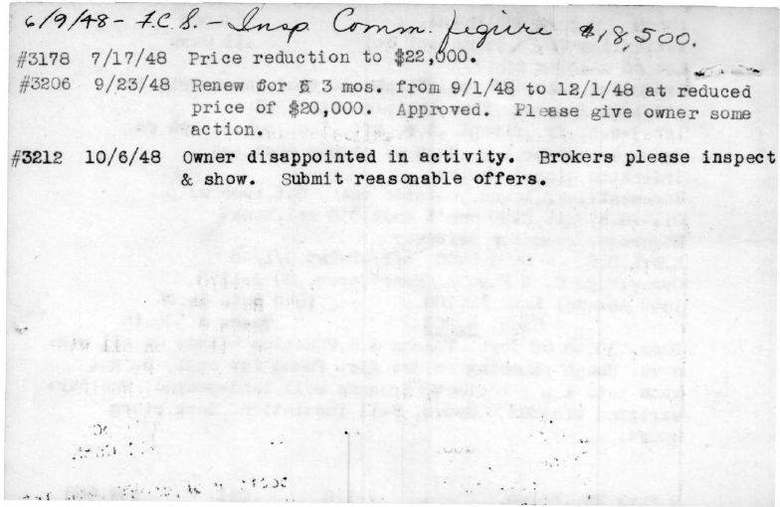 6/9/48 - F.C.S. - Insp. Comm. figure $18,500.
#3178 7/17/48 Price reduction to $22,000.
#3206 9/23/48 Renew for 3 mos. from 9/1/48 to 12/1/48 at reduced
price of $20,000. Approved. Please give owner some
action.
#3212 10/6/48 Owner disappointed in activity. Brokers please inspect
& show. Submit reasonable offers.